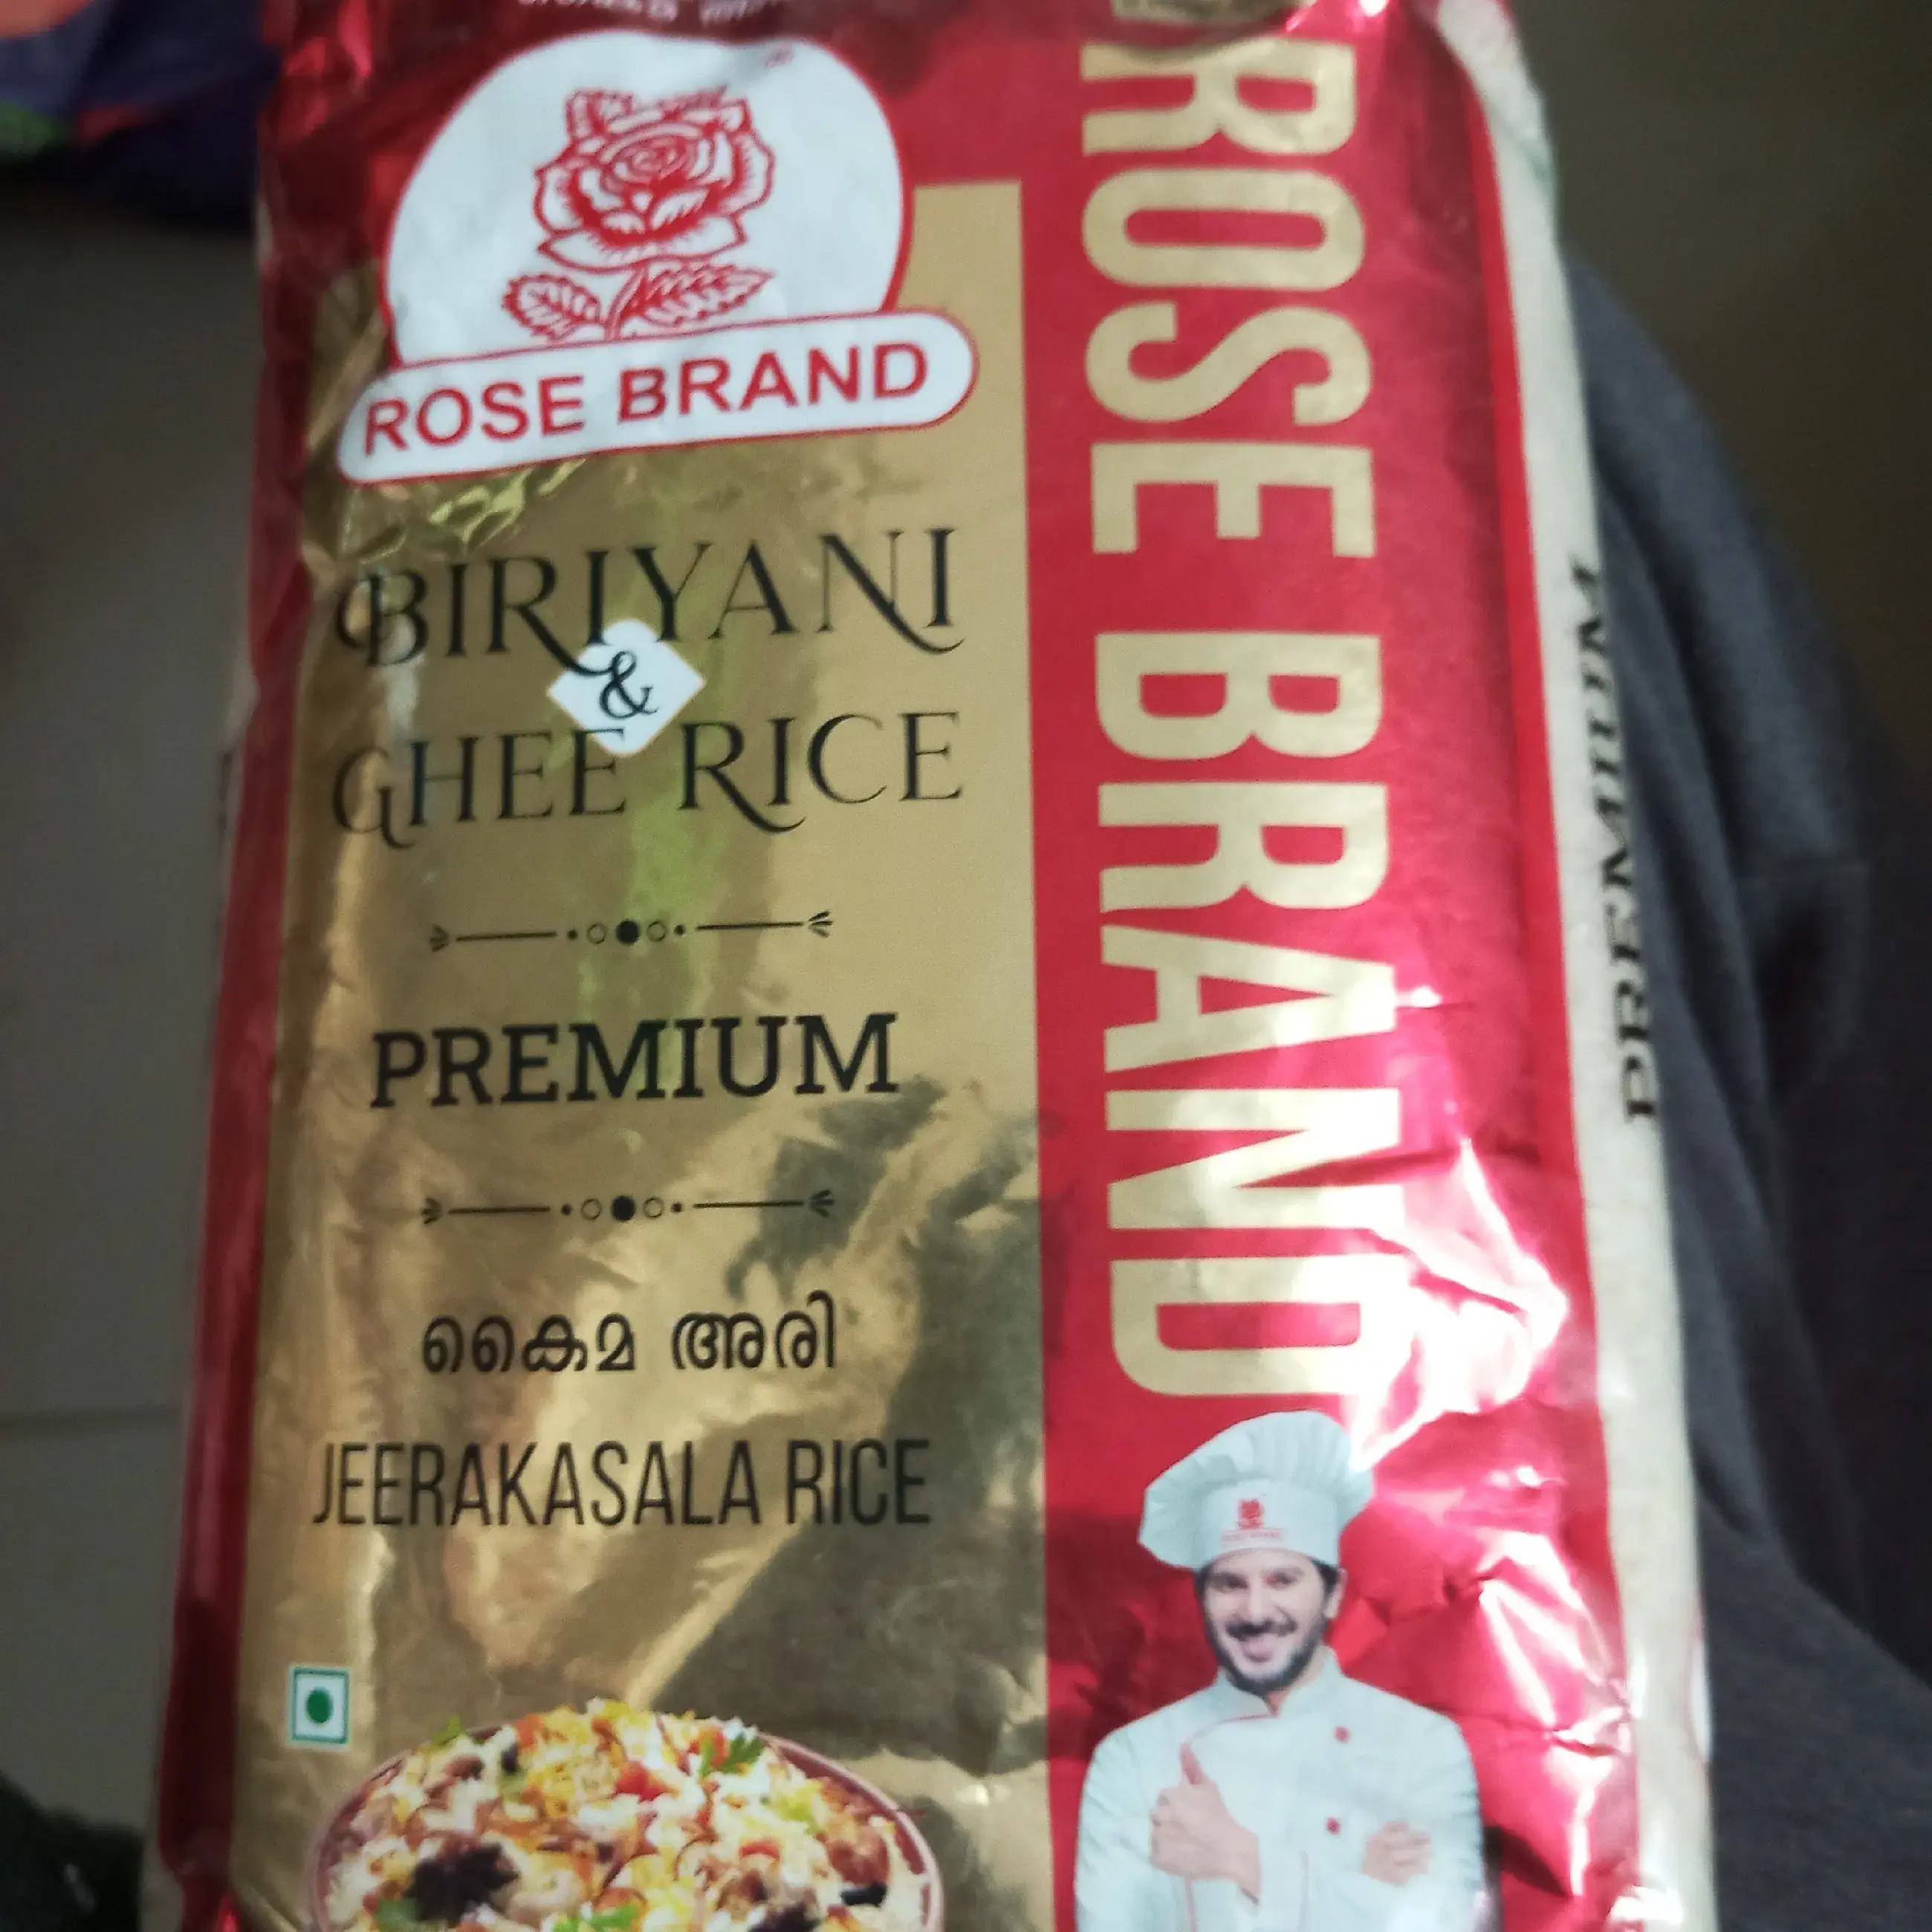 ROSE BRAND
BIRIYANI
&
GHEE RICE
PREMIUM
കൈമ അരി
JEERAKASALA RICE
ROSE BRAND
PREMIUM